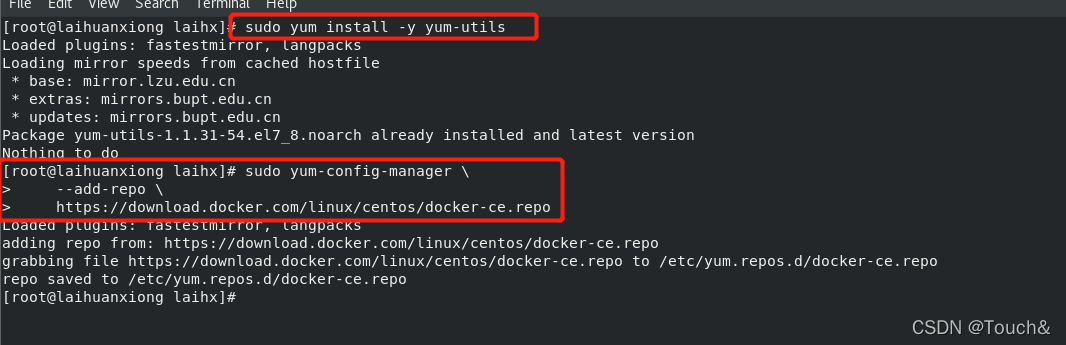 File Edit View Search Terminal Help
[root@laihuanxiong laihx]# sudo yum install -y yum-utils
Loaded plugins: fastestmirror, langpacks
Loading mirror speeds from cached hostfile
 * base: mirror.lzu.edu.cn
 * extras: mirrors.bupt.edu.cn
 * updates: mirrors.bupt.edu.cn
Package yum-utils-1.1.31-54.el7_8.noarch already installed and latest version
Nothing to do
[root@laihuanxiong laihx]# sudo yum-config-manager \
>     --add-repo \
>     https://download.docker.com/linux/centos/docker-ce.repo
Loaded plugins: fastestmirror, langpacks
adding repo from: https://download.docker.com/linux/centos/docker-ce.repo
grabbing file https://download.docker.com/linux/centos/docker-ce.repo to /etc/yum.repos.d/docker-ce.repo
repo saved to /etc/yum.repos.d/docker-ce.repo
[root@laihuanxiong laihx]#
CSDN @Touch&